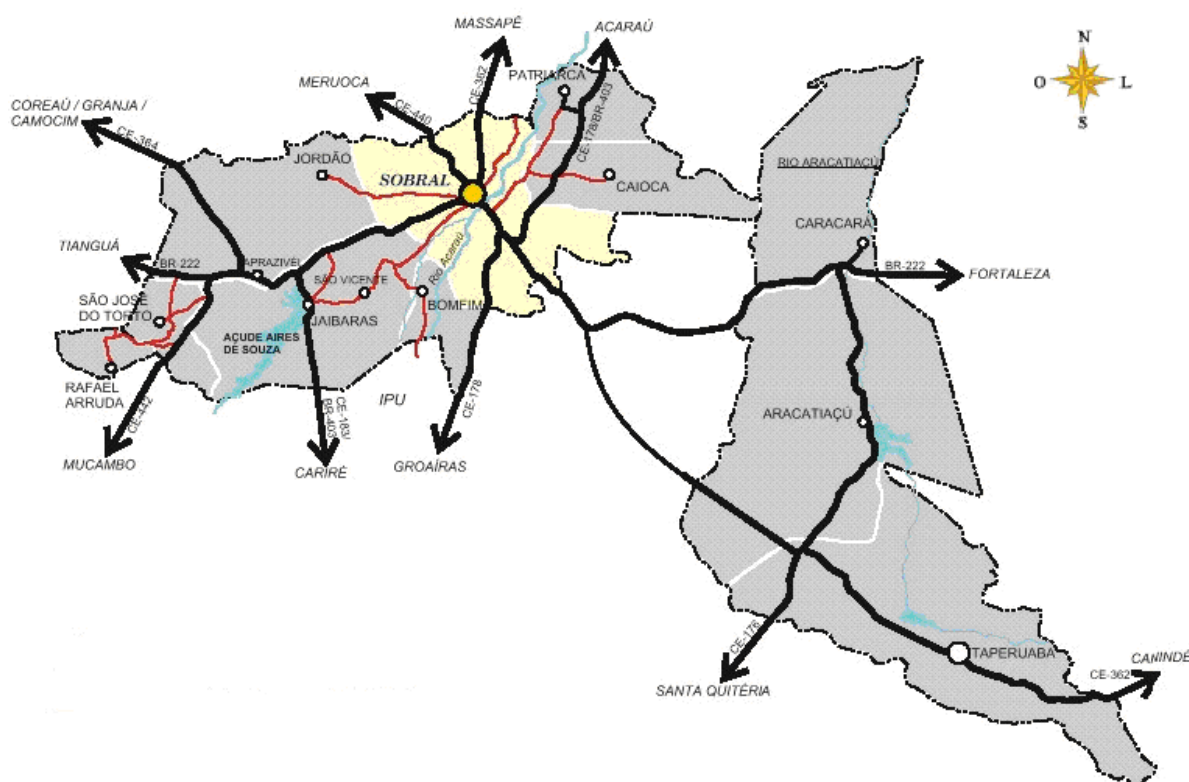 MASSAPÊ
ACARAÚ
N
O
L
S
MERUOCA
PATRIARCA
COREAÚ / GRANJA /
CAMOCIM
CE-364
CE-440
CE-362
CE-178/BR-403
JORDÃO
SOBRAL
CAIOCA
RIO ARACATIAÇÚ
CARACARÁ
TIANGUÁ
BR-222
APRAZIVEL
Rio Acaraú
BR-222
FORTALEZA
SÃO VICENTE
SÃO JOSÉ
DO TORTO
JAIBARAS
BOMFIM
AÇUDE AIRES
DE SOUZA
RAFAEL
ARRUDA
IPU
CE-442
CE-183/
BR-403
CE-178
ARACATIAÇÚ
MUCAMBO
CARIRÉ
GROAÍRAS
CE-176
TAPERUABA
CANINDÉ
CE-362
SANTA QUITÉRIA